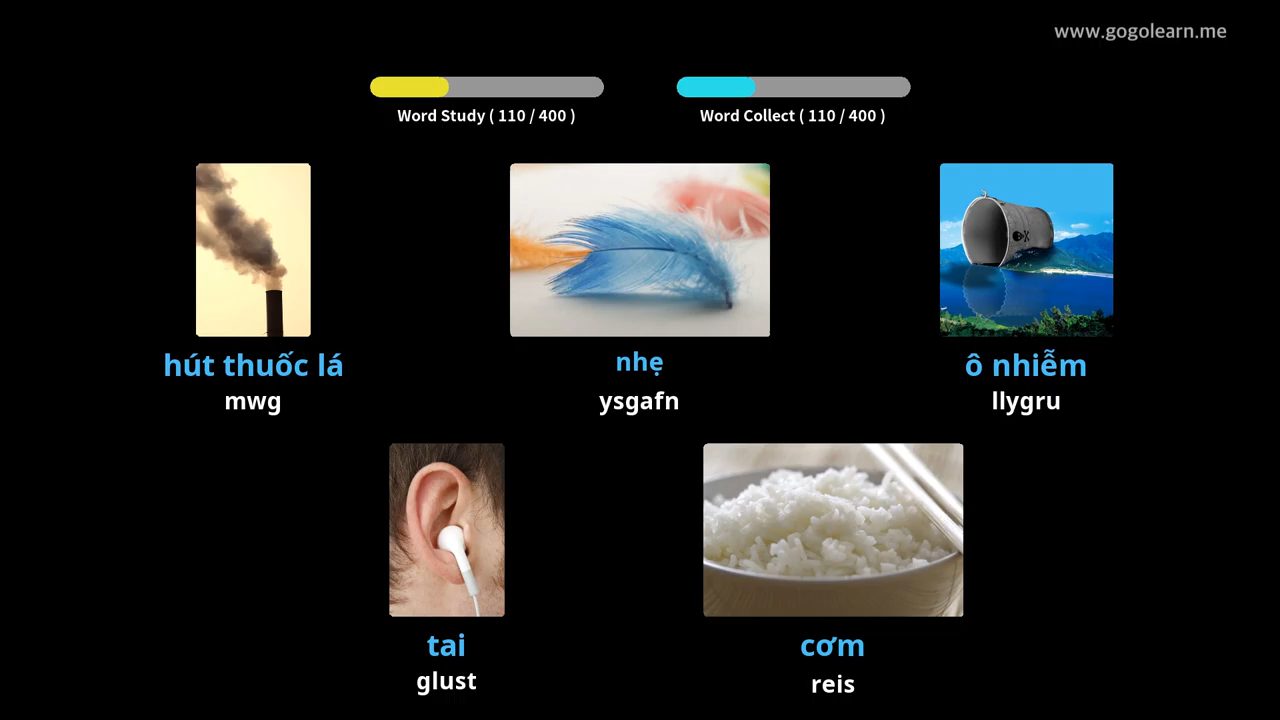 www.gogolearn.me
Word Study ( 110 / 400 )
Word Collect ( 110 / 400 )
hút thuốc lá
mwg
nhẹ
ysgafn
ô nhiễm
llygru
tai
glust
cơm
reis